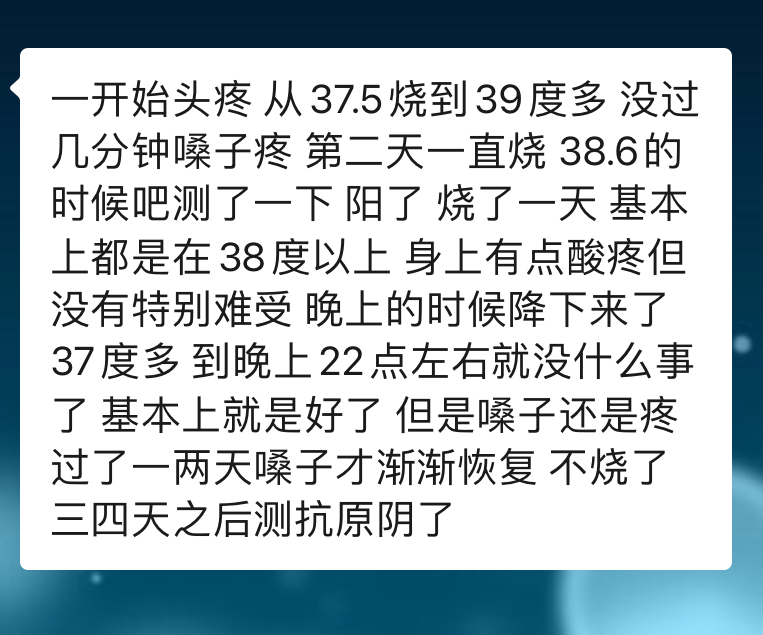 一开始头疼 从37.5烧到39度多 没过
几分钟嗓子疼 第二天一直烧 38.6的
时候吧测了一下 阳了 烧了一天 基本
上都是在38度以上 身上有点酸疼但
没有特别难受 晚上的时候降下来了
37度多 到晚上22点左右就没什么事
了 基本上就是好了 但是嗓子还是疼
过了一两天嗓子才渐渐恢复 不烧了
三四天之后测抗原阴了